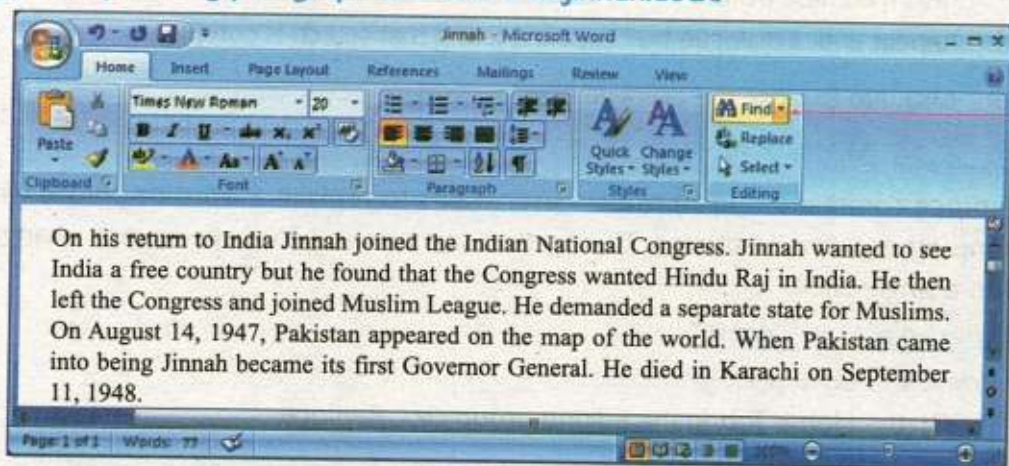 Jinnah - Microsoft Word
Home Insert Page Layout References Mailings Review View
Times New Roman 20
Find
Paste
Replace
Quick Styles
Change Styles
Select
Clipboard Font Paragraph Styles Editing
On his return to India Jinnah joined the Indian National Congress. Jinnah wanted to see
India a free country but he found that the Congress wanted Hindu Raj in India. He then
left the Congress and joined Muslim League. He demanded a separate state for Muslims.
On August 14, 1947, Pakistan appeared on the map of the world. When Pakistan came
into being Jinnah became its first Governor General. He died in Karachi on September
11, 1948.
Page: 1 of 1 Words: 77